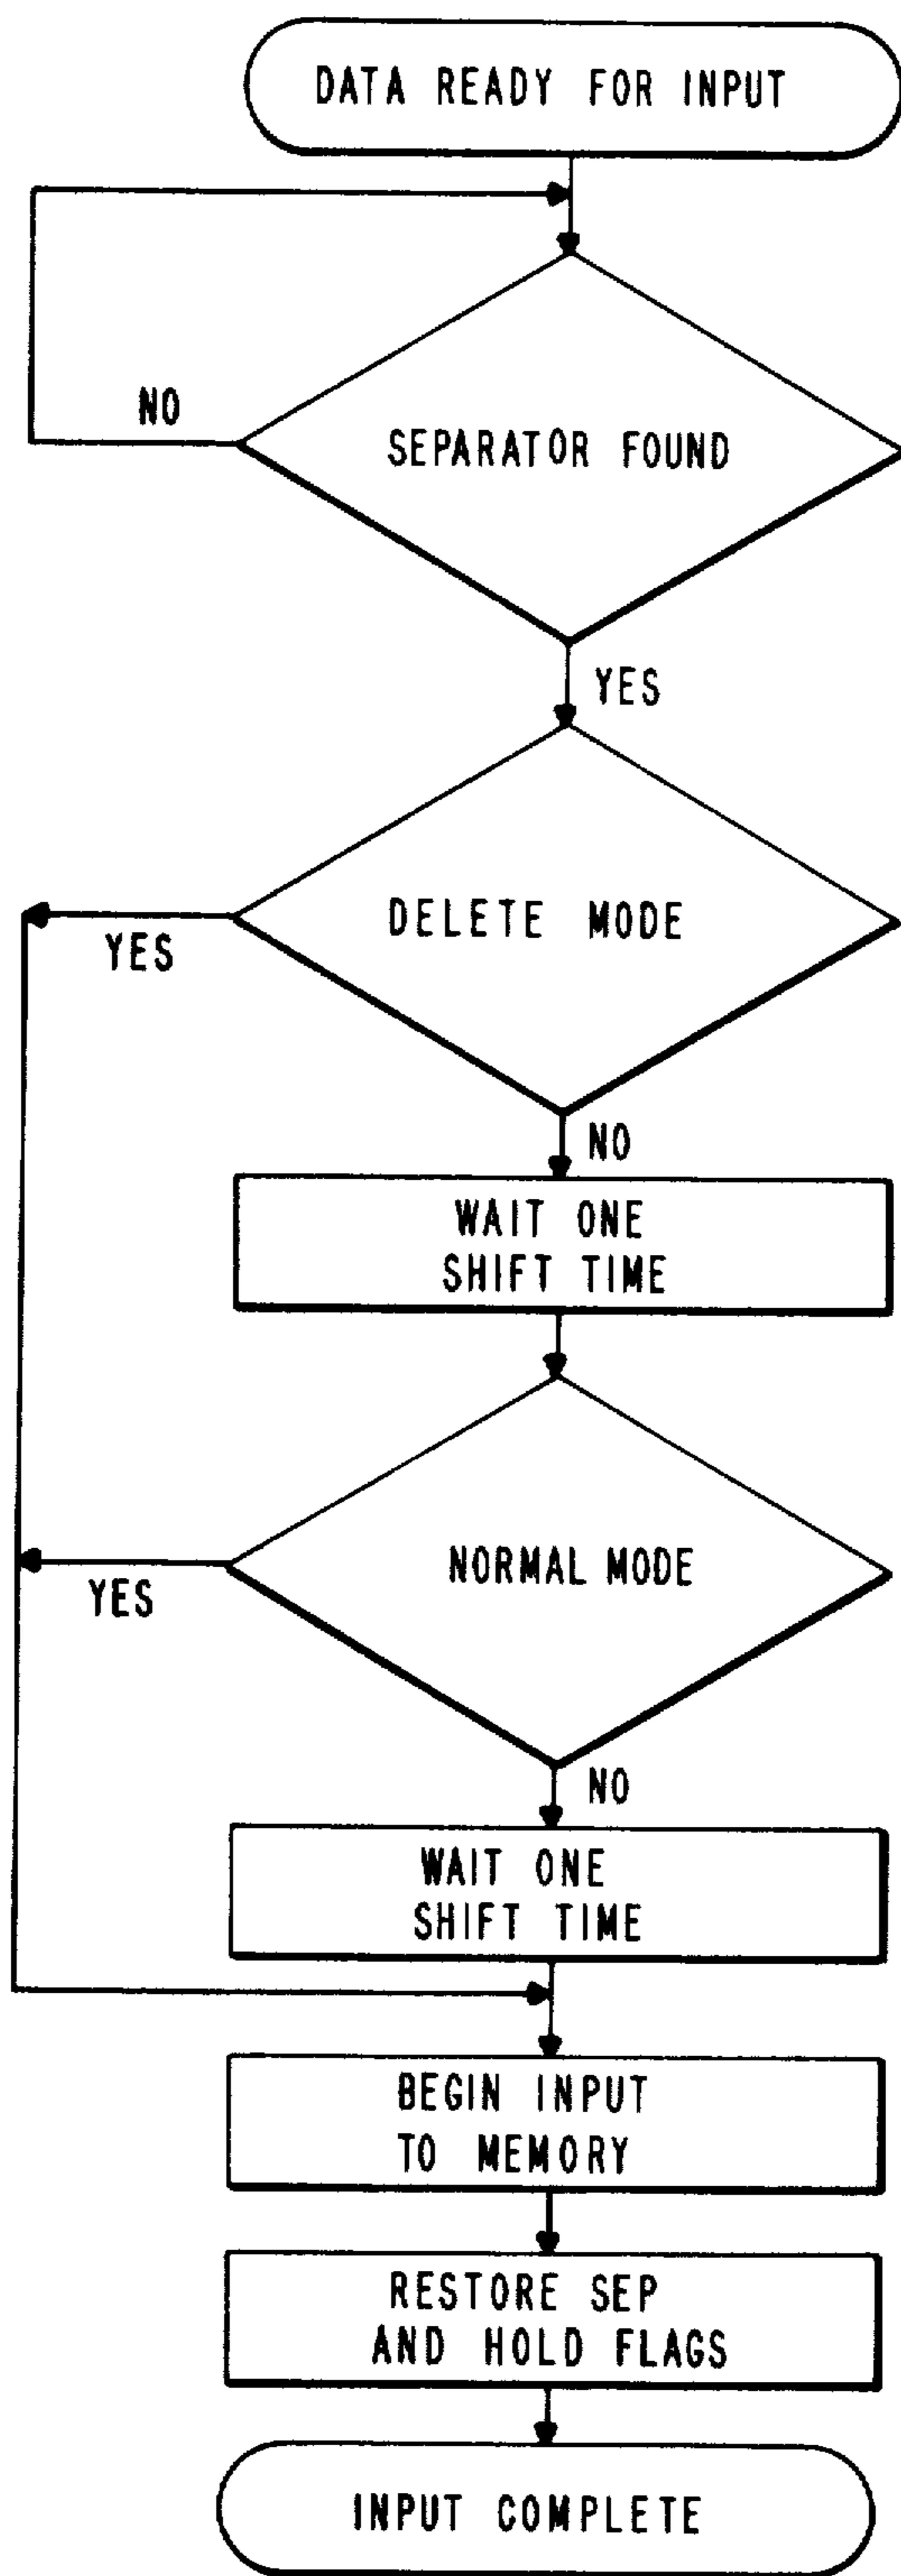 DATA READY FOR INPUT
NO
SEPARATOR FOUND
YES
DELETE MODE
YES
NO
WAIT ONE
SHIFT TIME
NORMAL MODE
YES
NO
WAIT ONE
SHIFT TIME
BEGIN INPUT
TO MEMORY
RESTORE SEP
AND HOLD FLAGS
INPUT COMPLETE